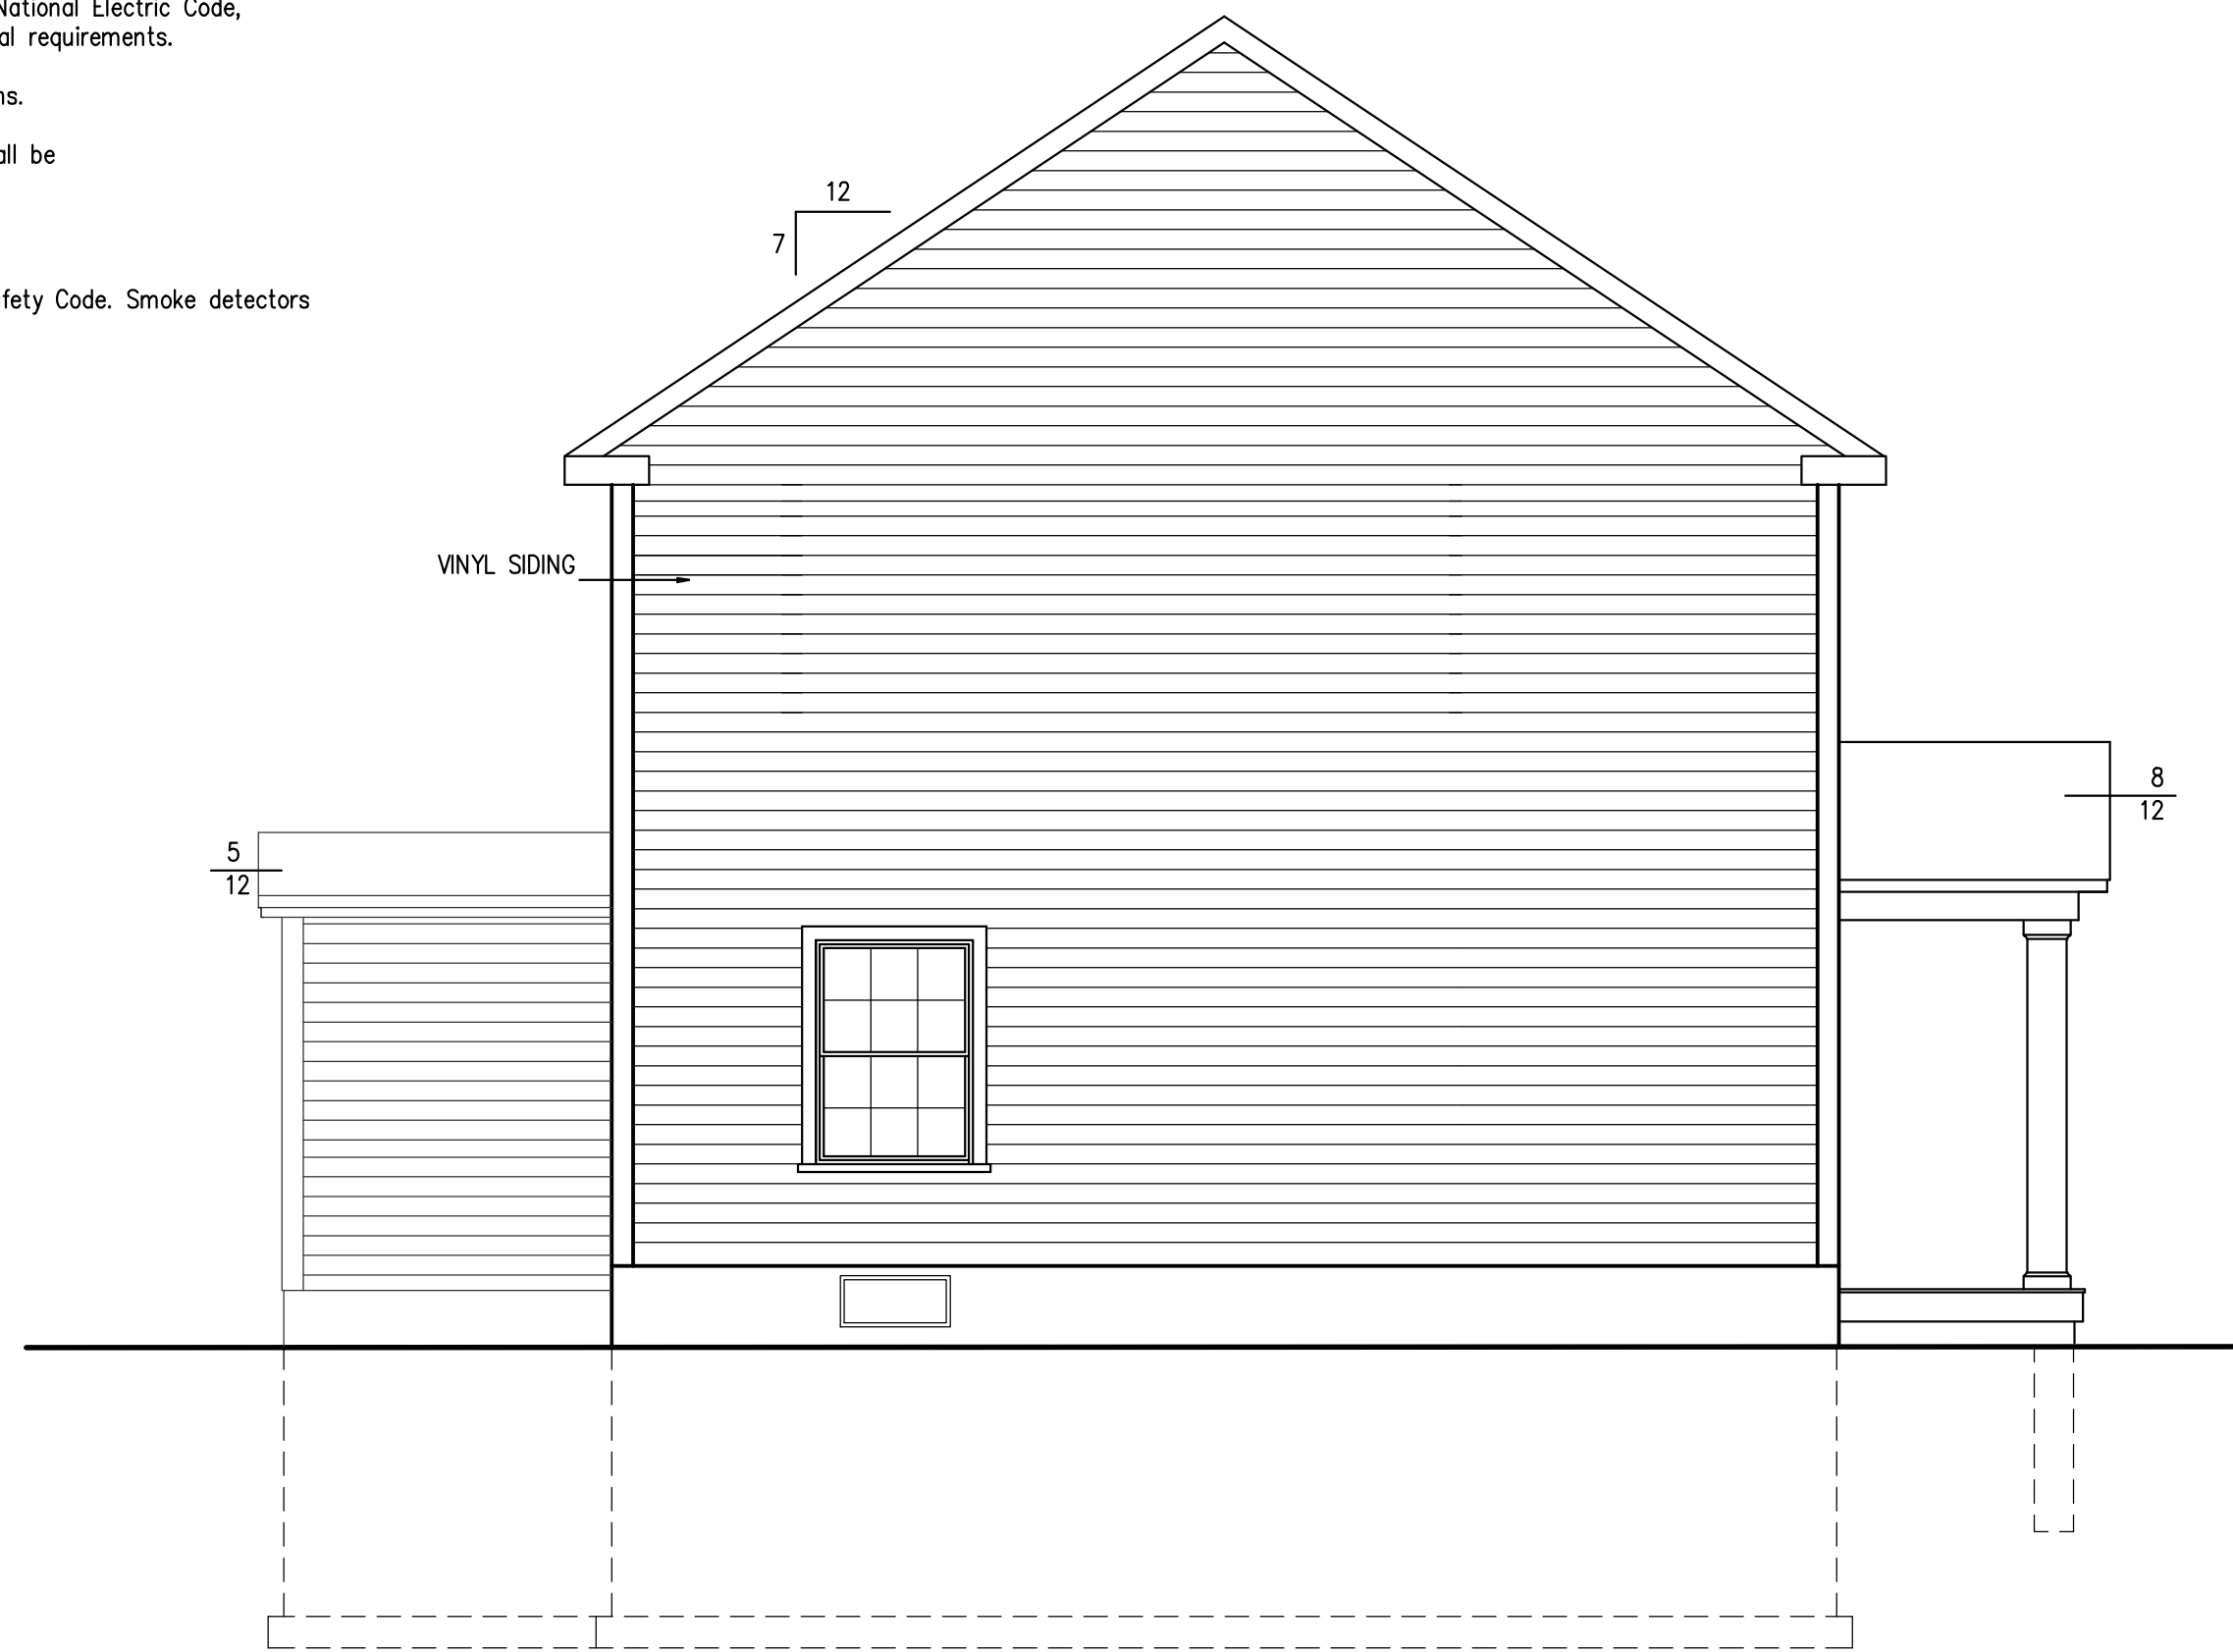 National Electric Code,
al requirements.
ns.
all be
fety Code. Smoke detectors
12
7
VINYL SIDING
8
12
5
12